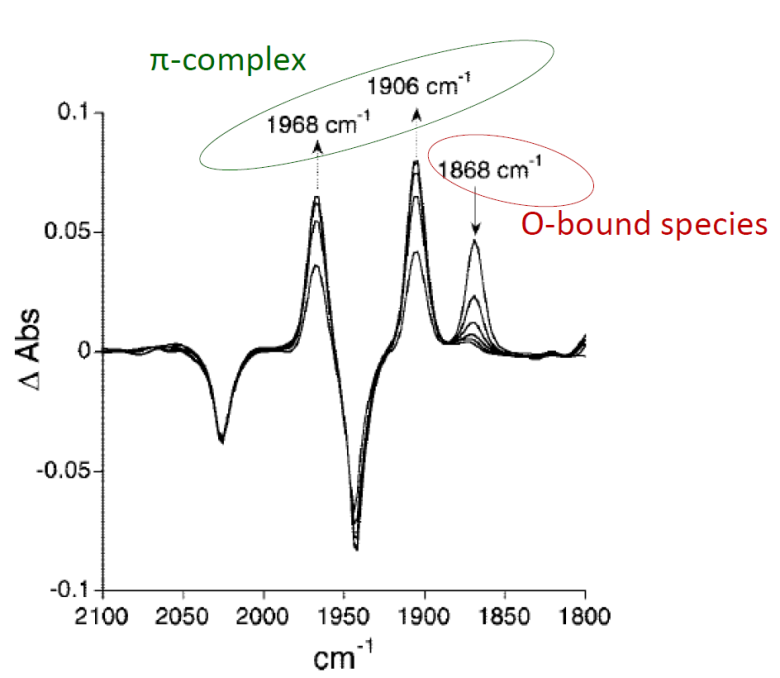 π-complex
1906 cm⁻¹
1968 cm⁻¹
1868 cm⁻¹
O-bound species
0.1
0.05
0
-0.05
-0.1
Δ Abs
2100 2050 2000 1950 1900 1850 1800
cm⁻¹